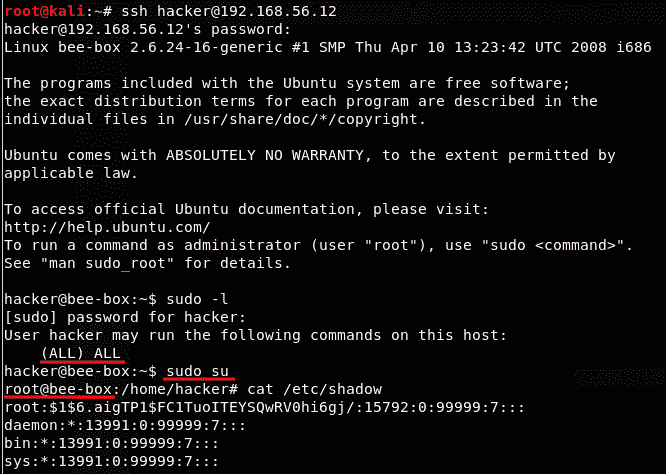 root@kali:~# ssh hacker@192.168.56.12
hacker@192.168.56.12's password:
Linux bee-box 2.6.24-16-generic #1 SMP Thu Apr 10 13:23:42 UTC 2008 i686
The programs included with the Ubuntu system are free software;
the exact distribution terms for each program are described in the
individual files in /usr/share/doc/*/copyright.
Ubuntu comes with ABSOLUTELY NO WARRANTY, to the extent permitted by
applicable law.
To access official Ubuntu documentation, please visit:
http://help.ubuntu.com/
To run a command as administrator (user "root"), use "sudo <command>".
See "man sudo_root" for details.
hacker@bee-box:~$ sudo -l
[sudo] password for hacker:
User hacker may run the following commands on this host:
(ALL) ALL
hacker@bee-box:~$ sudo su
root@bee-box:/home/hacker# cat /etc/shadow
root:$1$6.aigTP1$FC1TuoITEYSQwRV0hi6gj/:15792:0:99999:7:::
daemon:*:13991:0:99999:7:::
bin:*:13991:0:99999:7:::
sys:*:13991:0:99999:7:::